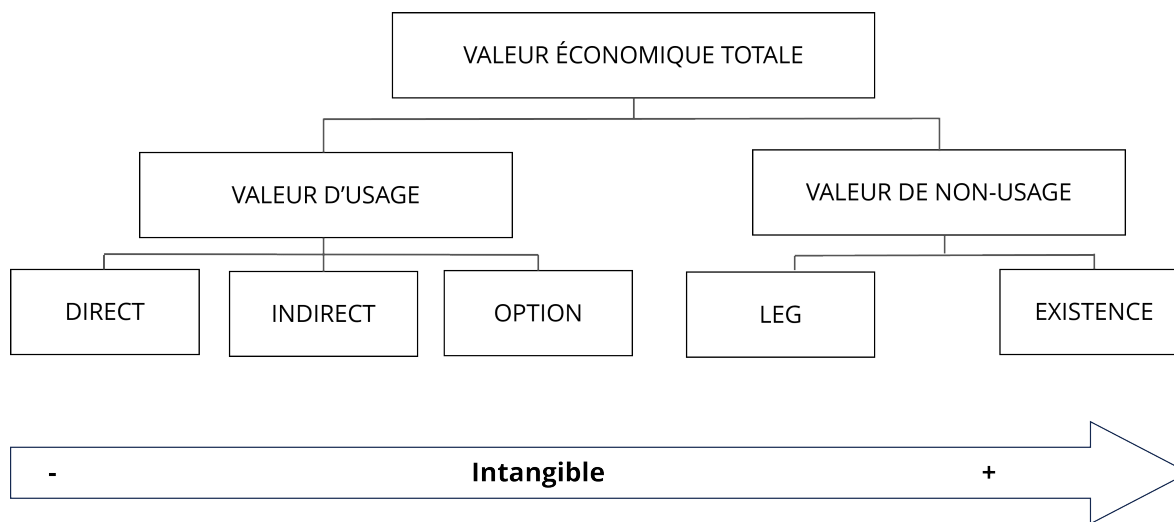 VALEUR ÉCONOMIQUE TOTALE
VALEUR D’USAGE
VALEUR DE NON-USAGE
DIRECT
INDIRECT
OPTION
LEG
EXISTENCE
- Intangible +